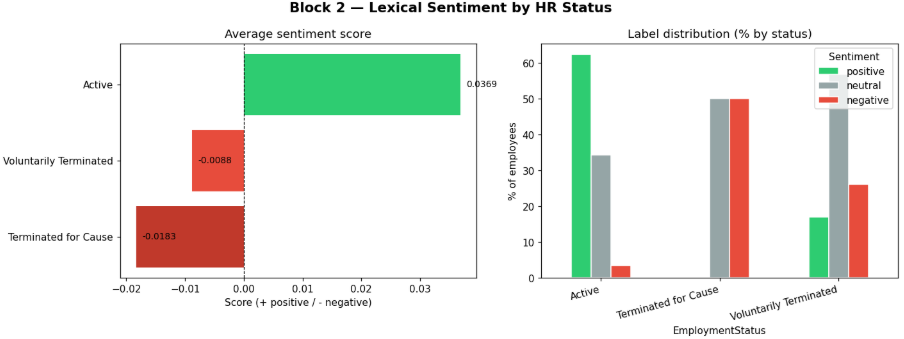 Block 2 — Lexical Sentiment by HR Status
Average sentiment score
Active
Voluntarily Terminated
Terminated for Cause
0.0369
-0.0088
-0.0183
−0.02
−0.01
0.00
0.01
0.02
0.03
Score (+ positive / - negative)
Label distribution (% by status)
Sentiment
positive
neutral
negative
% of employees
60
50
40
30
20
10
0
Active
Terminated for Cause
Voluntarily Terminated
EmploymentStatus